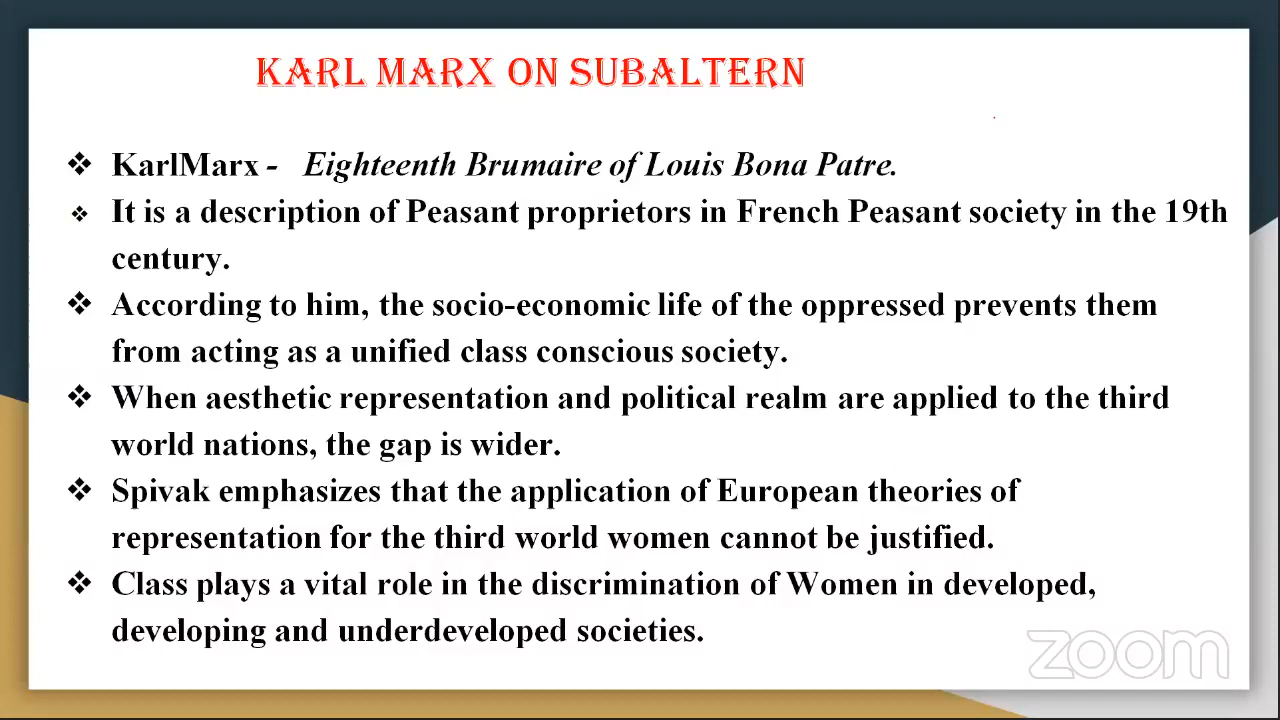 KARL MARX ON SUBALTERN
❖ KarlMarx - Eighteenth Brumaire of Louis Bona Patre.
❖ It is a description of Peasant proprietors in French Peasant society in the 19th
century.
❖ According to him, the socio-economic life of the oppressed prevents them
from acting as a unified class conscious society.
❖ When aesthetic representation and political realm are applied to the third
world nations, the gap is wider.
❖ Spivak emphasizes that the application of European theories of
representation for the third world women cannot be justified.
❖ Class plays a vital role in the discrimination of Women in developed,
developing and underdeveloped societies.
zoom